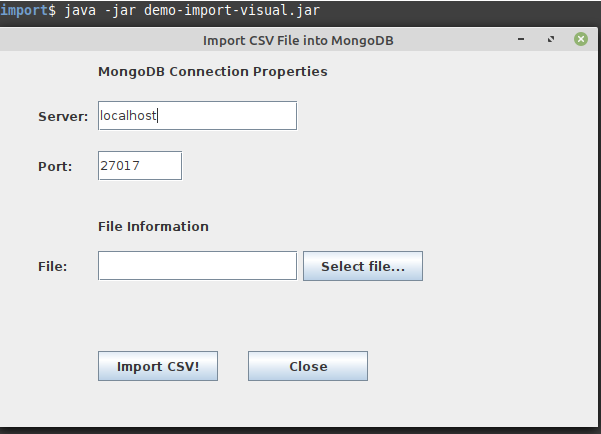 import$ java -jar demo-import-visual.jar
Import CSV File into MongoDB
MongoDB Connection Properties
Server: localhost
Port: 27017
File Information
File: Select file...
Import CSV! Close